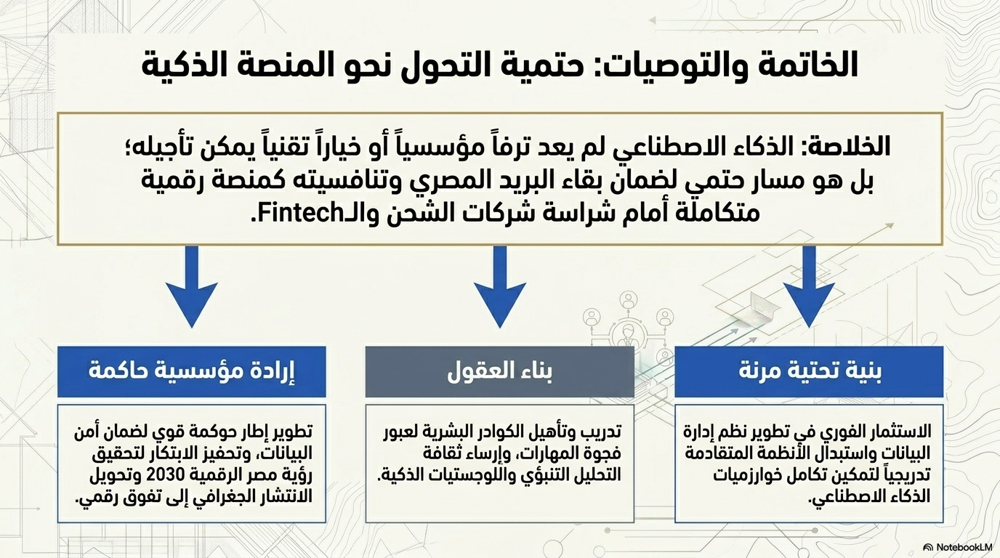 الخاتمة والتوصيات: حتمية التحول نحو المنصة الذكية
الخلاصة: الذكاء الاصطناعي لم يعد ترفاً مؤسسياً أو خياراً تقنياً يمكن تأجيله؛
بل هو مسار حتمي لضمان بقاء البريد المصري وتنافسيته كمنصة رقمية
متكاملة أمام شراسة شركات الشحن والـFintech.
بنية تحتية مرنة
الاستثمار الفوري في تطوير نظم إدارة
البيانات واستبدال الأنظمة المتقادمة
تدريجياً لتمكين تكامل خوارزميات
الذكاء الاصطناعي.
بناء العقول
تدريب وتأهيل الكوادر البشرية لعبور
فجوة المهارات، وإرساء ثقافة
التحليل التنبؤي واللوجستيات الذكية.
إرادة مؤسسية حاكمة
تطوير إطار حوكمة قوي لضمان أمن
البيانات، وتحفيز الابتكار لتحقيق
رؤية مصر الرقمية 2030 وتحويل
الانتشار الجغرافي إلى تفوق رقمي.
NotebookLM